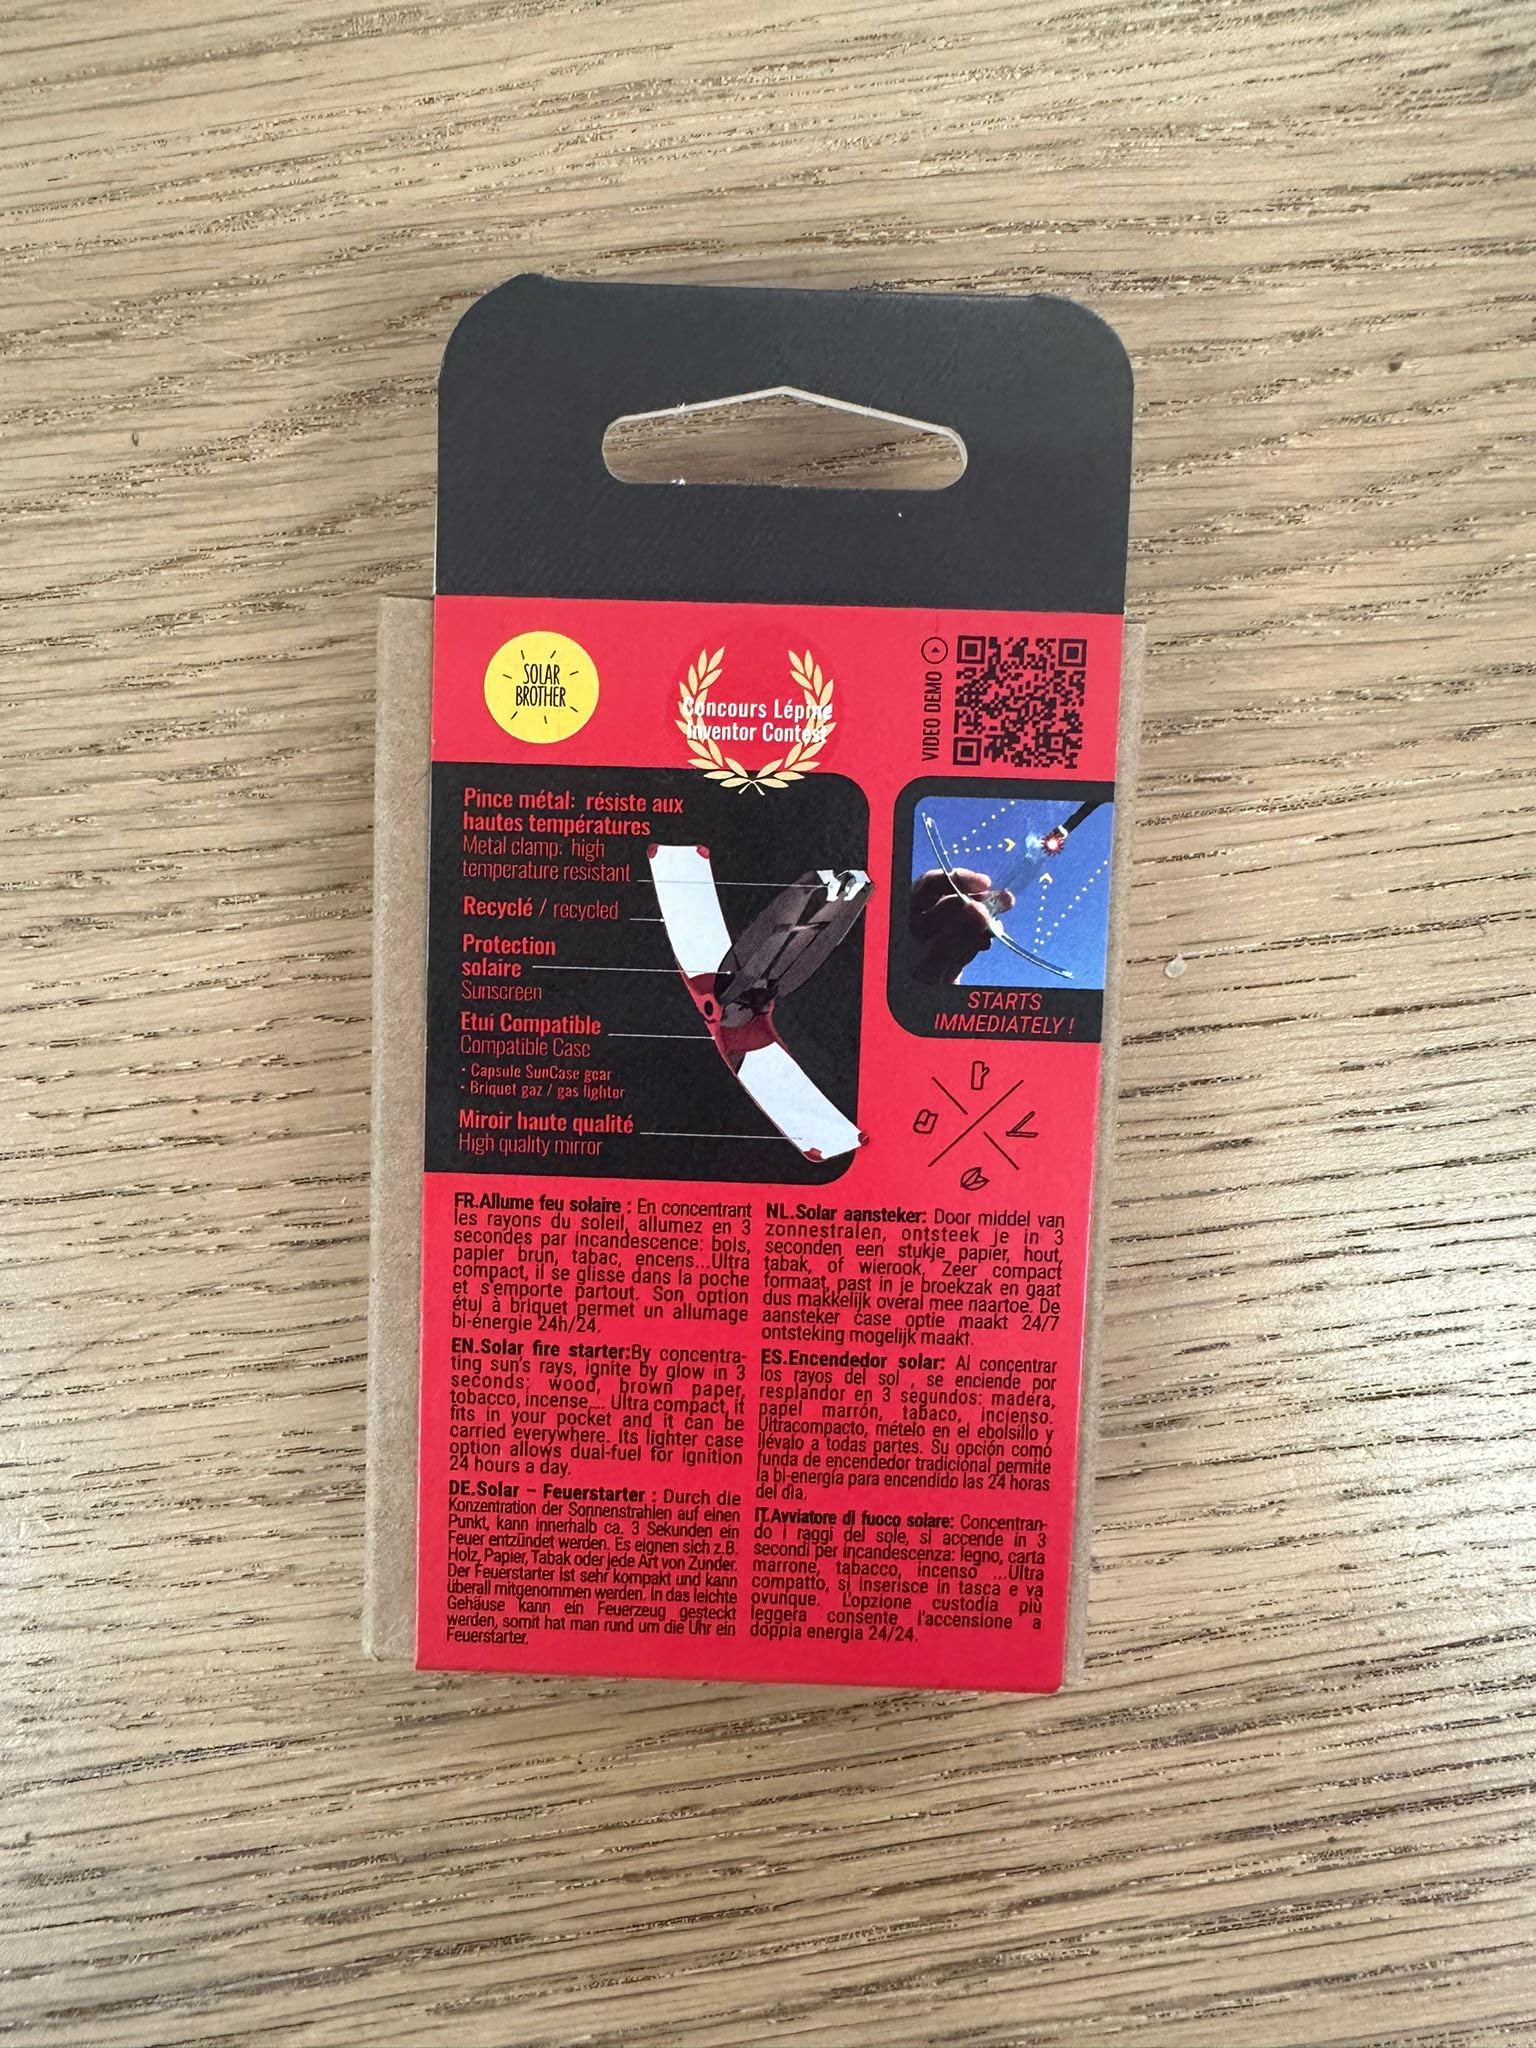 SOLAR
BROTHER
Concours Lépine
Inventor Contest
VIDEO DEMO
Pince métal: résiste aux
hautes températures
Metal clamp: high
temperature resistant
Recyclé / recycled
Protection
solaire
Sunscreen
Etui Compatible
Compatible Case
• Capsule SunCase gear
• Briquet gaz / gas lighter
Miroir haute qualité
High quality mirror
STARTS
IMMEDIATELY !
FR.Allume feu solaire : En concentrant
les rayons du soleil, allumez en 3
secondes par incandescence: bois,
papier brun, tabac, encens...Ultra
compact, il se glisse dans la poche
et s'emporte partout. Son option
étui à briquet permet un allumage
bi-énergie 24h/24.
EN.Solar fire starter:By concentra-
ting sun's rays, ignite by glow in 3
seconds; wood, brown paper,
tobacco, incense,... Ultra compact, it
fits in your pocket and it can be
carried everywhere. Its lighter case
option allows dual-fuel for ignition
24 hours a day.
DE.Solar – Feuerstarter : Durch die
Konzentration der Sonnenstrahlen auf einen
Punkt, kann innerhalb ca. 3 Sekunden ein
Feuer entzündet werden. Es eignen sich z.B.
Holz, Papier, Tabak oder jede Art von Zunder.
Der Feuerstarter ist sehr kompakt und kann
überall mitgenommen werden. In das leichte
Gehäuse kann ein Feuerzeug gesteckt
werden, somit hat man rund um die Uhr ein
Feuerstarter.
NL.Solar aansteker: Door middel van
zonnestralen, ontsteek je in 3
seconden een stukje papier, hout,
tabak, of wierook. Zeer compact
formaat, past in je broekzak en gaat
dus makkelijk overal mee naartoe. De
aansteker case optie maakt 24/7
ontsteking mogelijk maakt.
ES.Encendedor solar: Al concentrar
los rayos del sol , se enciende por
resplandor en 3 segundos: madera,
papel marrón, tabaco, incienso.
Ultracompacto, mételo en el ebolsillo y
llévalo a todas partes. Su opción como
funda de encendedor tradicional permite
la bi-energía para encendido las 24 horas
del día.
IT.Avviatore di fuoco solare: Concentran-
do i raggi del sole, si accende in 3
secondi per incandescenza: legno, carta
marrone, tabacco, incenso ...Ultra
compatto, si inserisce in tasca e va
ovunque. L'opzione custodia più
leggera consente l'accensione a
doppia energia 24/24.